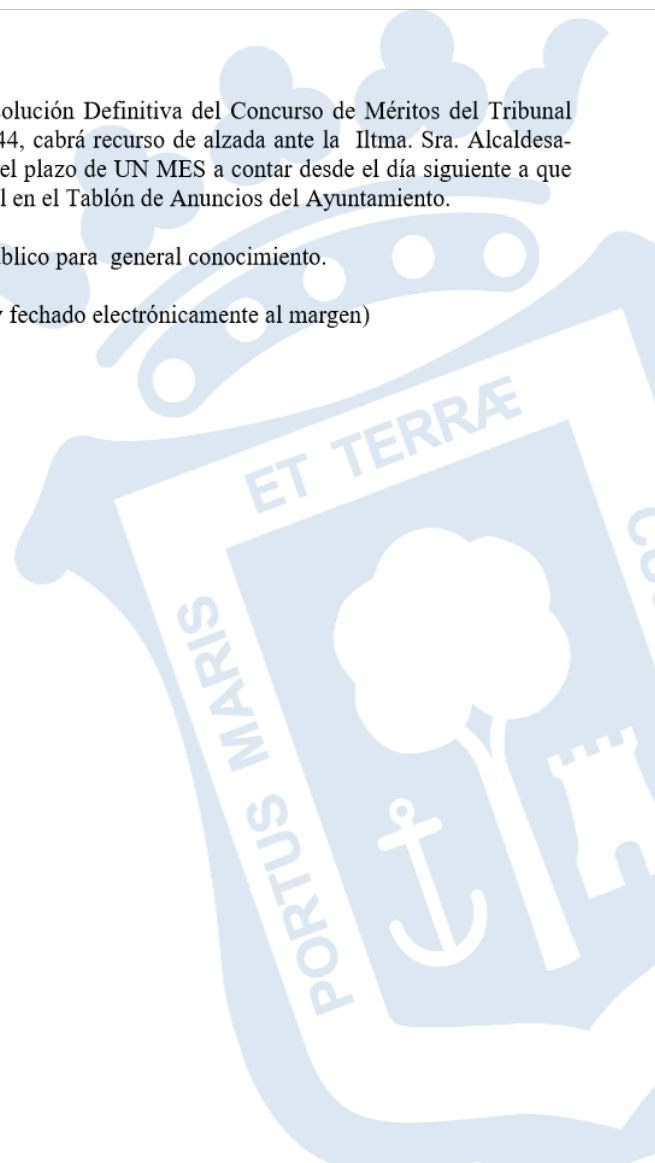 olución Definitiva del Concurso de Méritos del Tribunal
44, cabrá recurso de alzada ante la Iltma. Sra. Alcaldesa-
el plazo de UN MES a contar desde el día siguiente a que
l en el Tablón de Anuncios del Ayuntamiento.
blico para general conocimiento.
fechado electrónicamente al margen)
ET TERRÆ
PORTUS MARIS